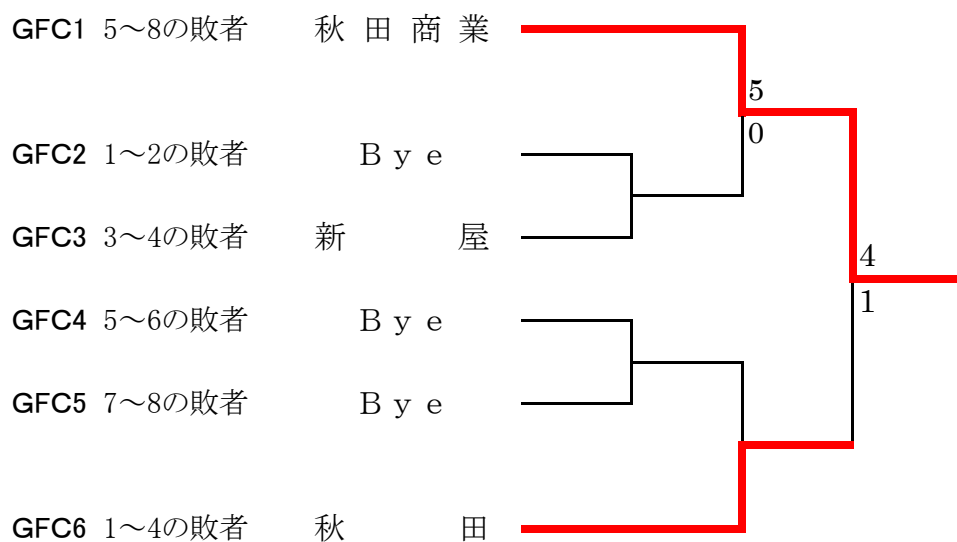 GFC1 5～8の敗者 秋田商業
5
0
GFC2 1～2の敗者 Bye
GFC3 3～4の敗者 新屋
4
1
GFC4 5～6の敗者 Bye
GFC5 7～8の敗者 Bye
GFC6 1～4の敗者 秋田